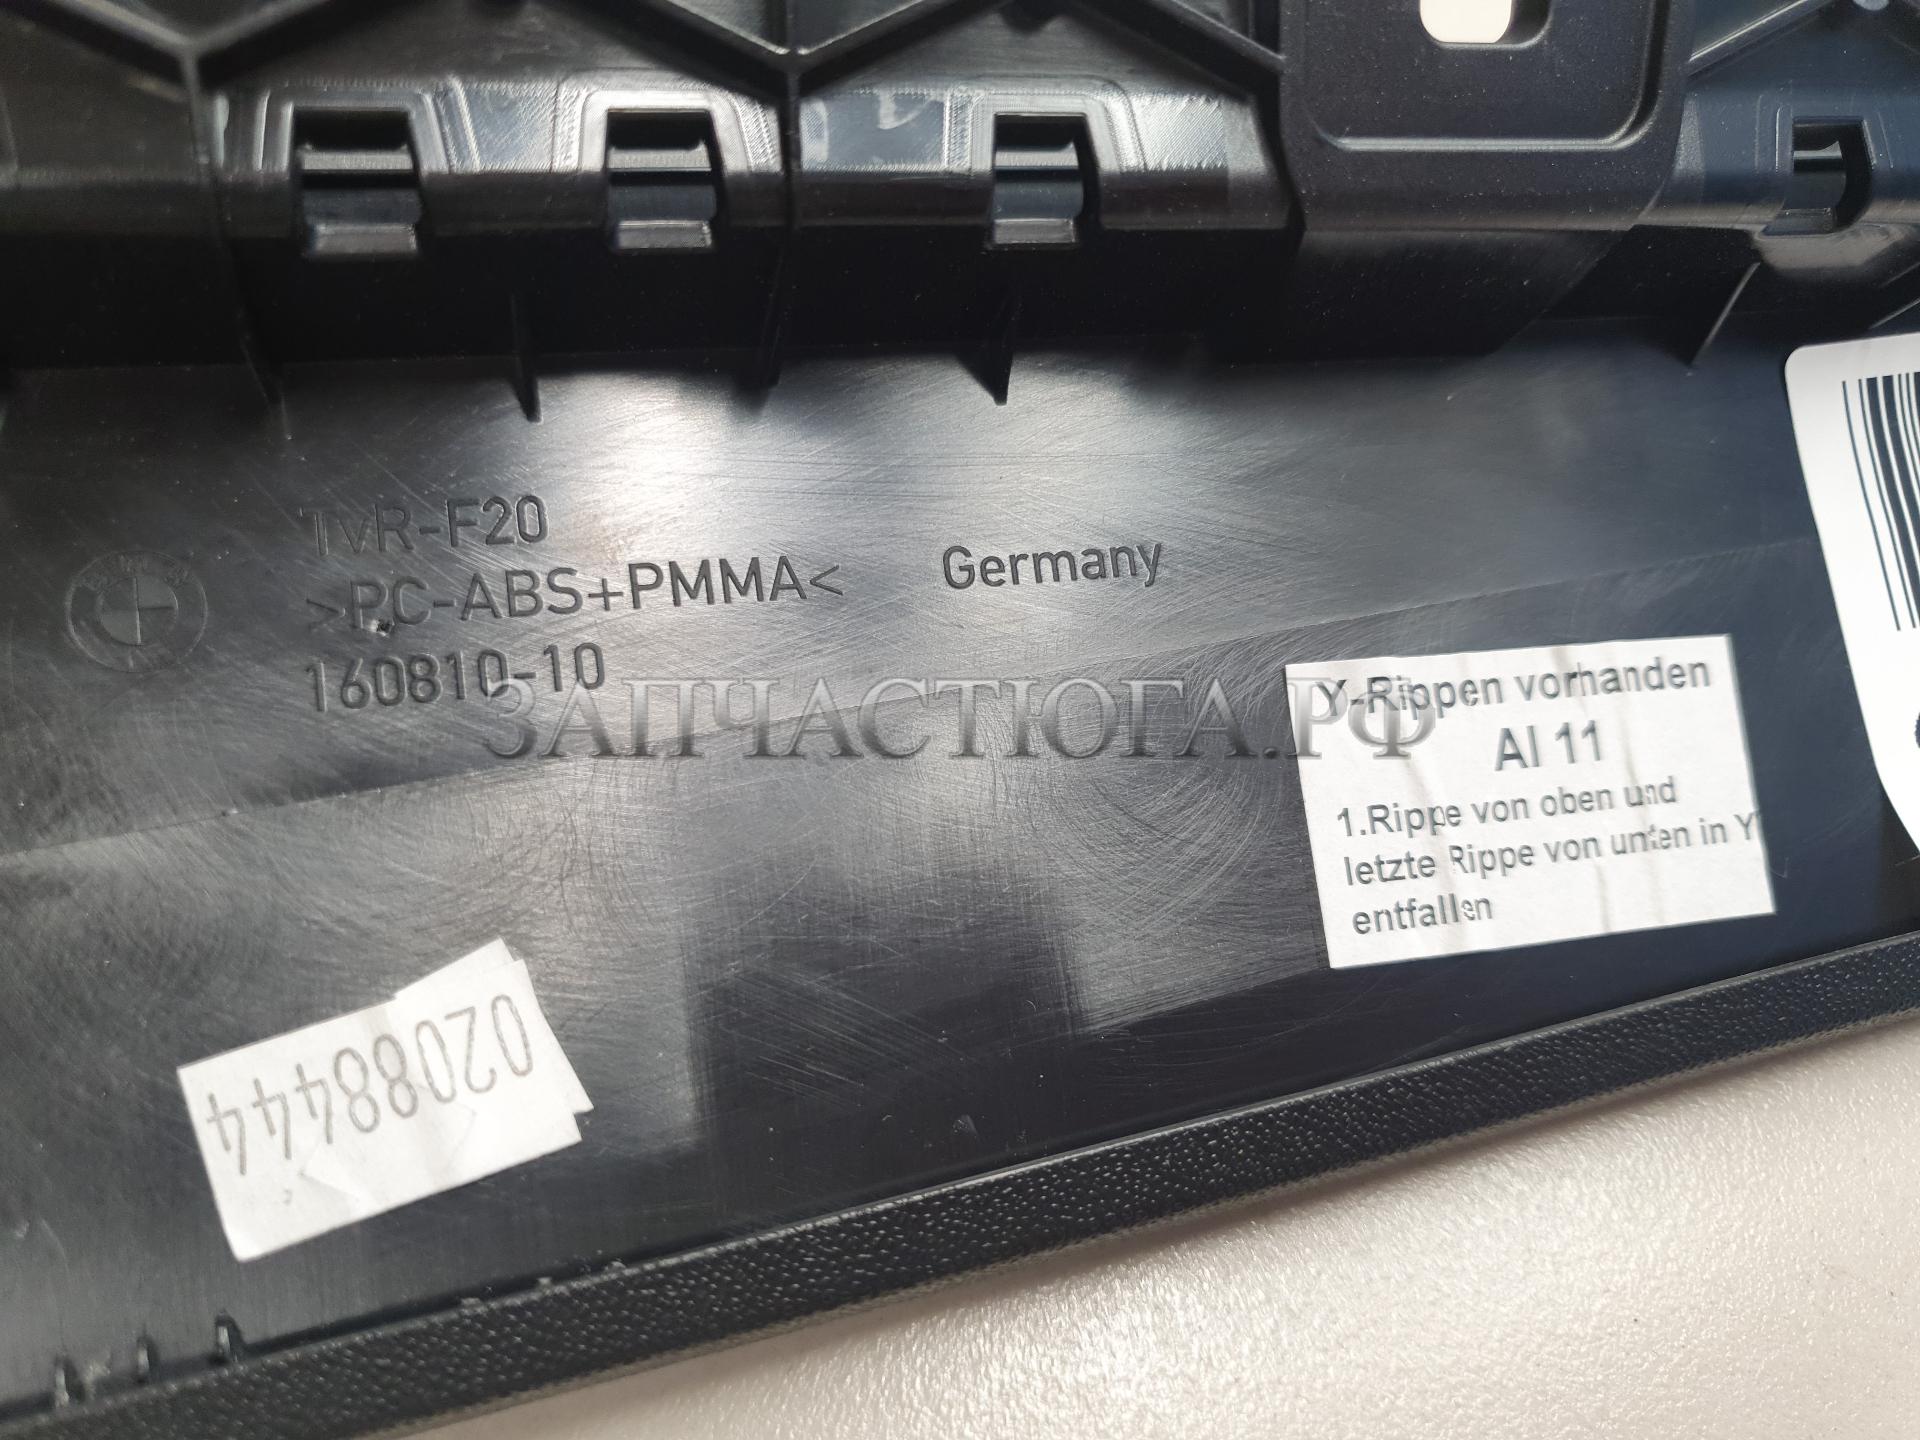 TvR-F20
>PC-ABS+PMMA<
160810-10
Germany
ЗАПЧАСТЮГА.РФ
Y-Rippen vorhanden
AI 11
1.Rippe von oben und
letzte Rippe von unten in Y
entfallen
0208844